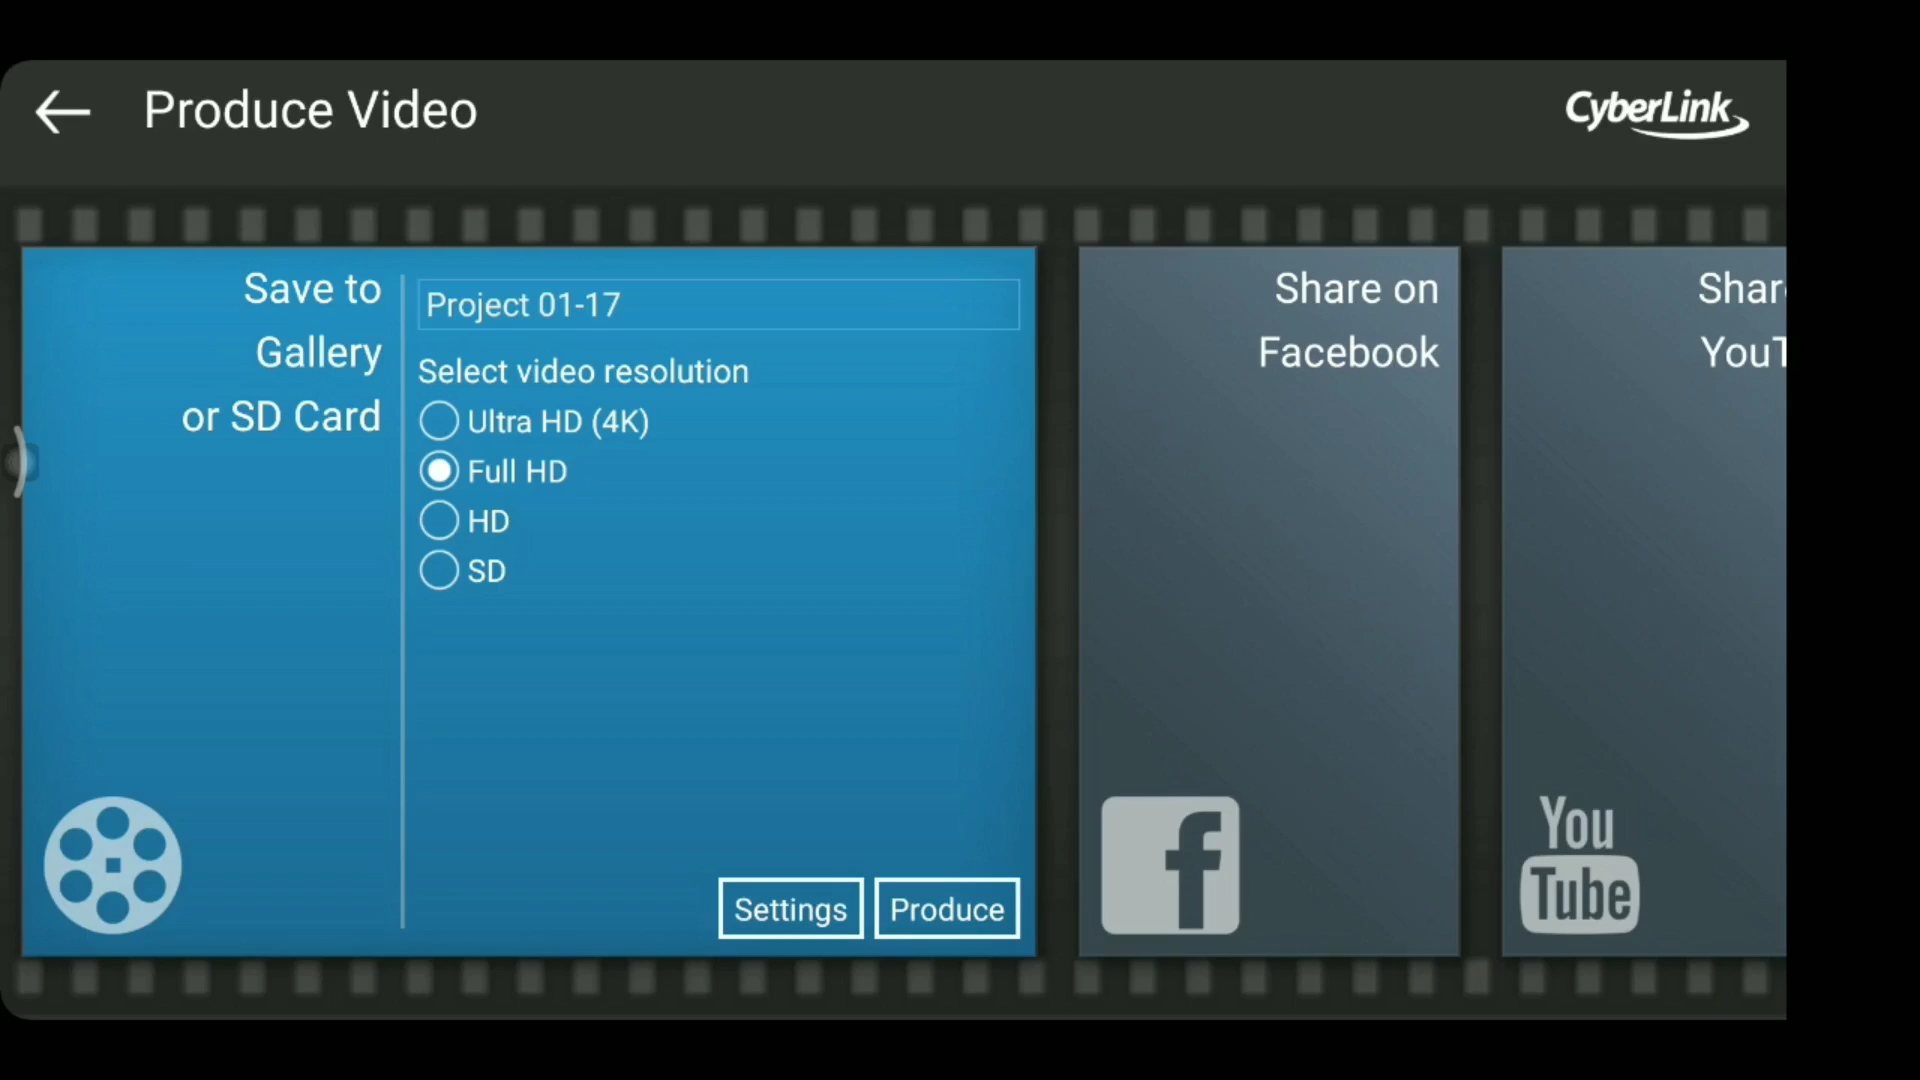 Produce Video
CyberLink
Save to
Gallery
or SD Card
Project 01-17
Select video resolution
Ultra HD (4K)
Full HD
HD
SD
Settings
Produce
Share on
Facebook
f
You
Tube